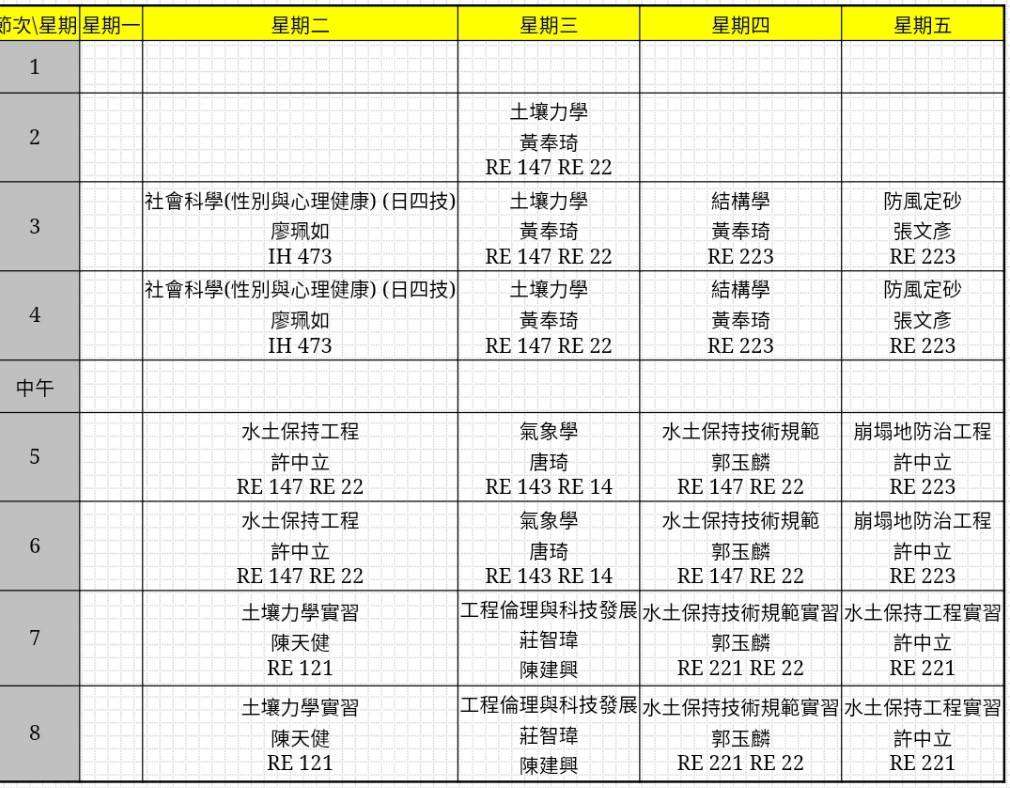 節次\星期 星期一 星期二 星期三 星期四 星期五
1
2
土壤力學
黃奉琦
RE 147 RE 22
3
社會科學(性別與心理健康) (日四技)
廖珮如
IH 473
土壤力學
黃奉琦
RE 147 RE 22
結構學
黃奉琦
RE 223
防風定砂
張文彥
RE 223
4
社會科學(性別與心理健康) (日四技)
廖珮如
IH 473
土壤力學
黃奉琦
RE 147 RE 22
結構學
黃奉琦
RE 223
防風定砂
張文彥
RE 223
中午
5
水土保持工程
許中立
RE 147 RE 22
氣象學
唐琦
RE 143 RE 14
水土保持技術規範
郭玉麟
RE 147 RE 22
崩塌地防治工程
許中立
RE 223
6
水土保持工程
許中立
RE 147 RE 22
氣象學
唐琦
RE 143 RE 14
水土保持技術規範
郭玉麟
RE 147 RE 22
崩塌地防治工程
許中立
RE 223
7
土壤力學實習
陳天健
RE 121
工程倫理與科技發展
莊智瑋
陳建興
水土保持技術規範實習
郭玉麟
RE 221 RE 22
水土保持工程實習
許中立
RE 221
8
土壤力學實習
陳天健
RE 121
工程倫理與科技發展
莊智瑋
陳建興
水土保持技術規範實習
郭玉麟
RE 221 RE 22
水土保持工程實習
許中立
RE 221